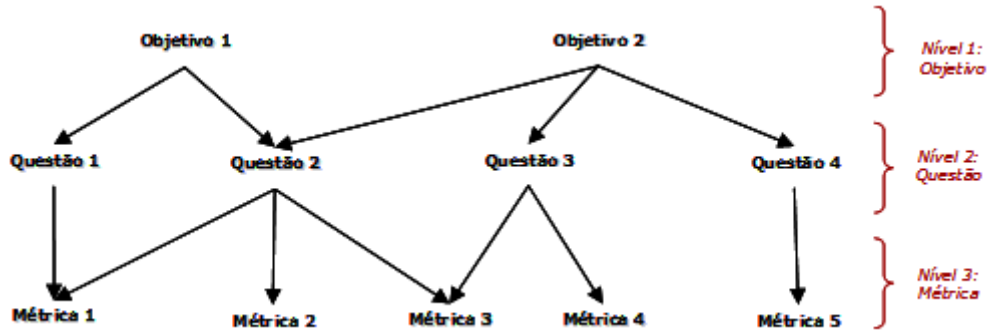 Objetivo 1
Objetivo 2
Nível 1:
Objetivo
Questão 1
Questão 2
Questão 3
Questão 4
Nível 2:
Questão
Métrica 1
Métrica 2
Métrica 3
Métrica 4
Métrica 5
Nível 3:
Métrica